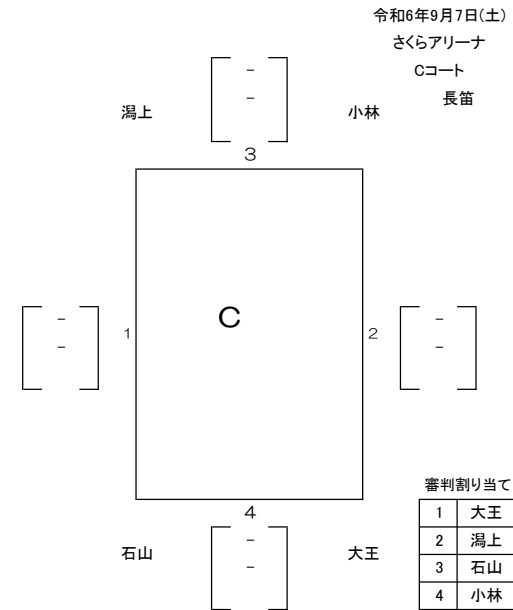 令和6年9月7日(土)
さくらアリーナ
Cコート
長笛
-
-
潟上
小林
3
C
-
-
1
2
-
-
4
石山
-
-
大王
審判割り当て
1 大王
2 潟上
3 石山
4 小林